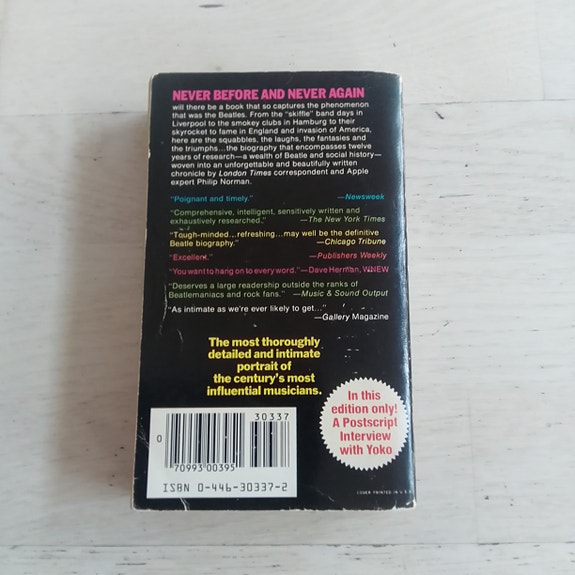 NEVER BEFORE AND NEVER AGAIN
will there be a book that so captures the phenomenon
that was the Beatles. From the "skiffle" band days in
Liverpool to the smokey clubs in Hamburg to their
skyrocket to fame in England and invasion of America,
here are the squabbles, the laughs, the fantasies and
the triumphs...the biography that encompasses twelve
years of research—a wealth of Beatle and social history—
woven into an unforgettable and beautifully written
chronicle by London Times correspondent and Apple
expert Philip Norman.
"Poignant and timely." —Newsweek
"Comprehensive, intelligent, sensitively written and
exhaustively researched." —The New York Times
"Tough-minded...refreshing...may well be the definitive
Beatle biography." —Chicago Tribune
"Excellent." —Publishers Weekly
"You want to hang on to every word."—Dave Herman, WNEW
"Deserves a large readership outside the ranks of
Beatlemaniacs and rock fans." —Music & Sound Output
"As intimate as we're ever likely to get..."
—Gallery Magazine
The most thoroughly
detailed and intimate
portrait of
the century's most
influential musicians.
In this
edition only!
A Postscript
Interview
with Yoko
30337
0
70993 00395
ISBN 0-446-30337-2
COVER PRINTED IN U.S.A.